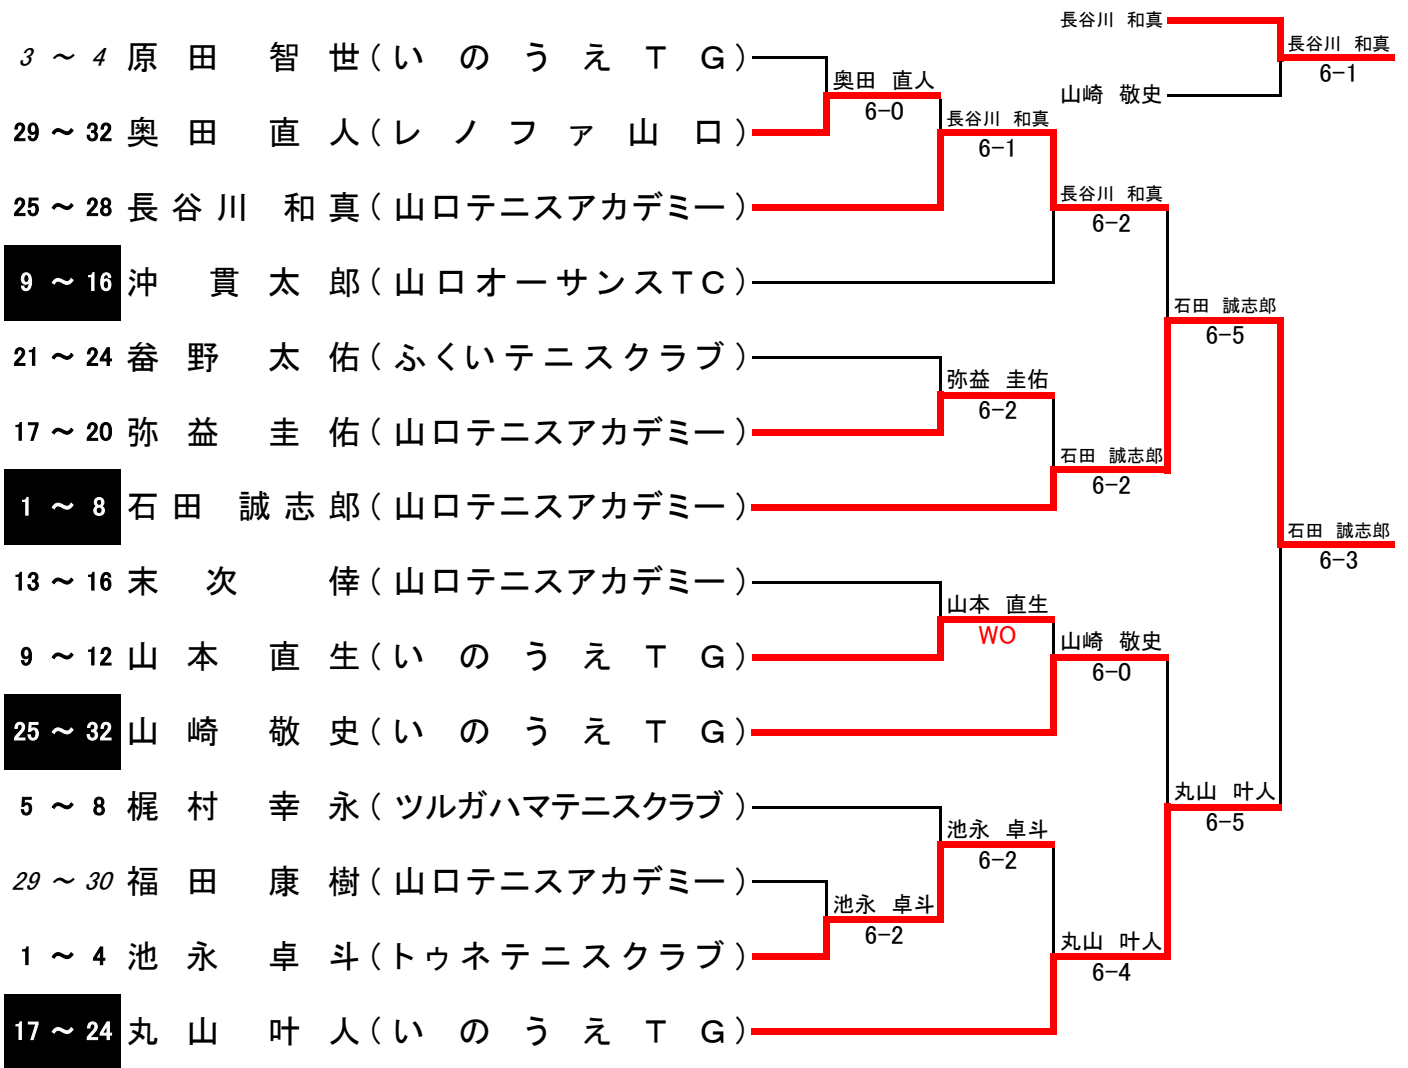 長谷川 和真
長谷川 和真
6-1
山崎 敬史
3 ～ 4 原田 智世(いのうえTG)
奥田 直人
6-0
29 ～ 32 奥田 直人(レノファ山口)
長谷川 和真
6-1
25 ～ 28 長谷川 和真(山口テニスアカデミー)
長谷川 和真
6-2
9 ～ 16 沖 貫太郎(山口オーサンスTC)
石田 誠志郎
6-5
21 ～ 24 畚野 太佑(ふくいテニスクラブ)
弥益 圭佑
6-2
17 ～ 20 弥益 圭佑(山口テニスアカデミー)
石田 誠志郎
6-2
1 ～ 8 石田 誠志郎(山口テニスアカデミー)
石田 誠志郎
6-3
13 ～ 16 末次 倖(山口テニスアカデミー)
山本 直生
WO
9 ～ 12 山本 直生(いのうえTG)
山崎 敬史
6-0
25 ～ 32 山崎 敬史(いのうえTG)
丸山 叶人
6-5
5 ～ 8 梶村 幸永(ツルガハマテニスクラブ)
池永 卓斗
6-2
29 ～ 30 福田 康樹(山口テニスアカデミー)
池永 卓斗
6-2
1 ～ 4 池永 卓斗(トゥネテニスクラブ)
丸山 叶人
6-4
17 ～ 24 丸山 叶人(いのうえTG)